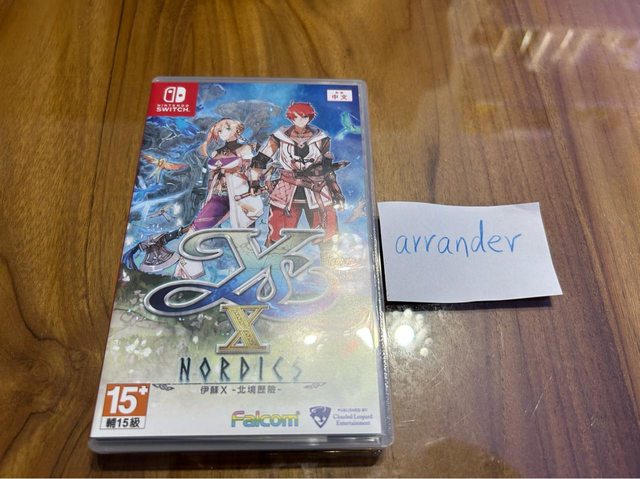 NINTENDO
SWITCH
中文
Ys
X
NORDICS
伊蘇X -北境歷險-
15+
輔15級
Falcom
PUBLISHED BY
Clouded Leopard
Entertainment
arrander